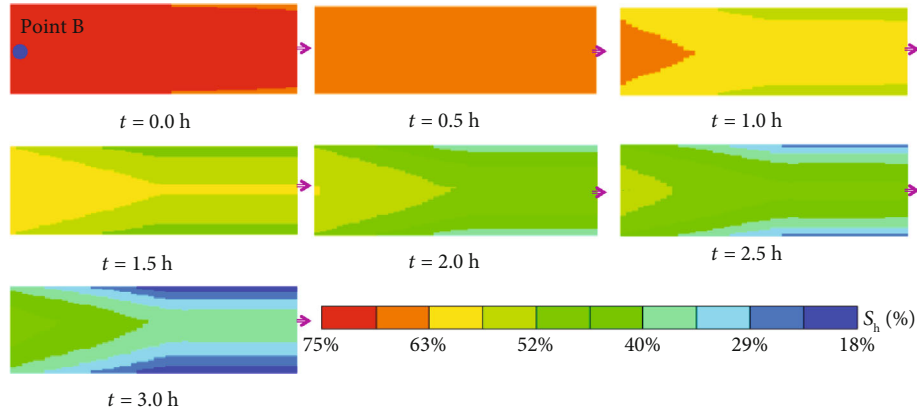 Point B
t = 0.0 h
t = 0.5 h
t = 1.0 h
t = 1.5 h
t = 2.0 h
t = 2.5 h
t = 3.0 h
Sh (%)
75% 63% 52% 40% 29% 18%